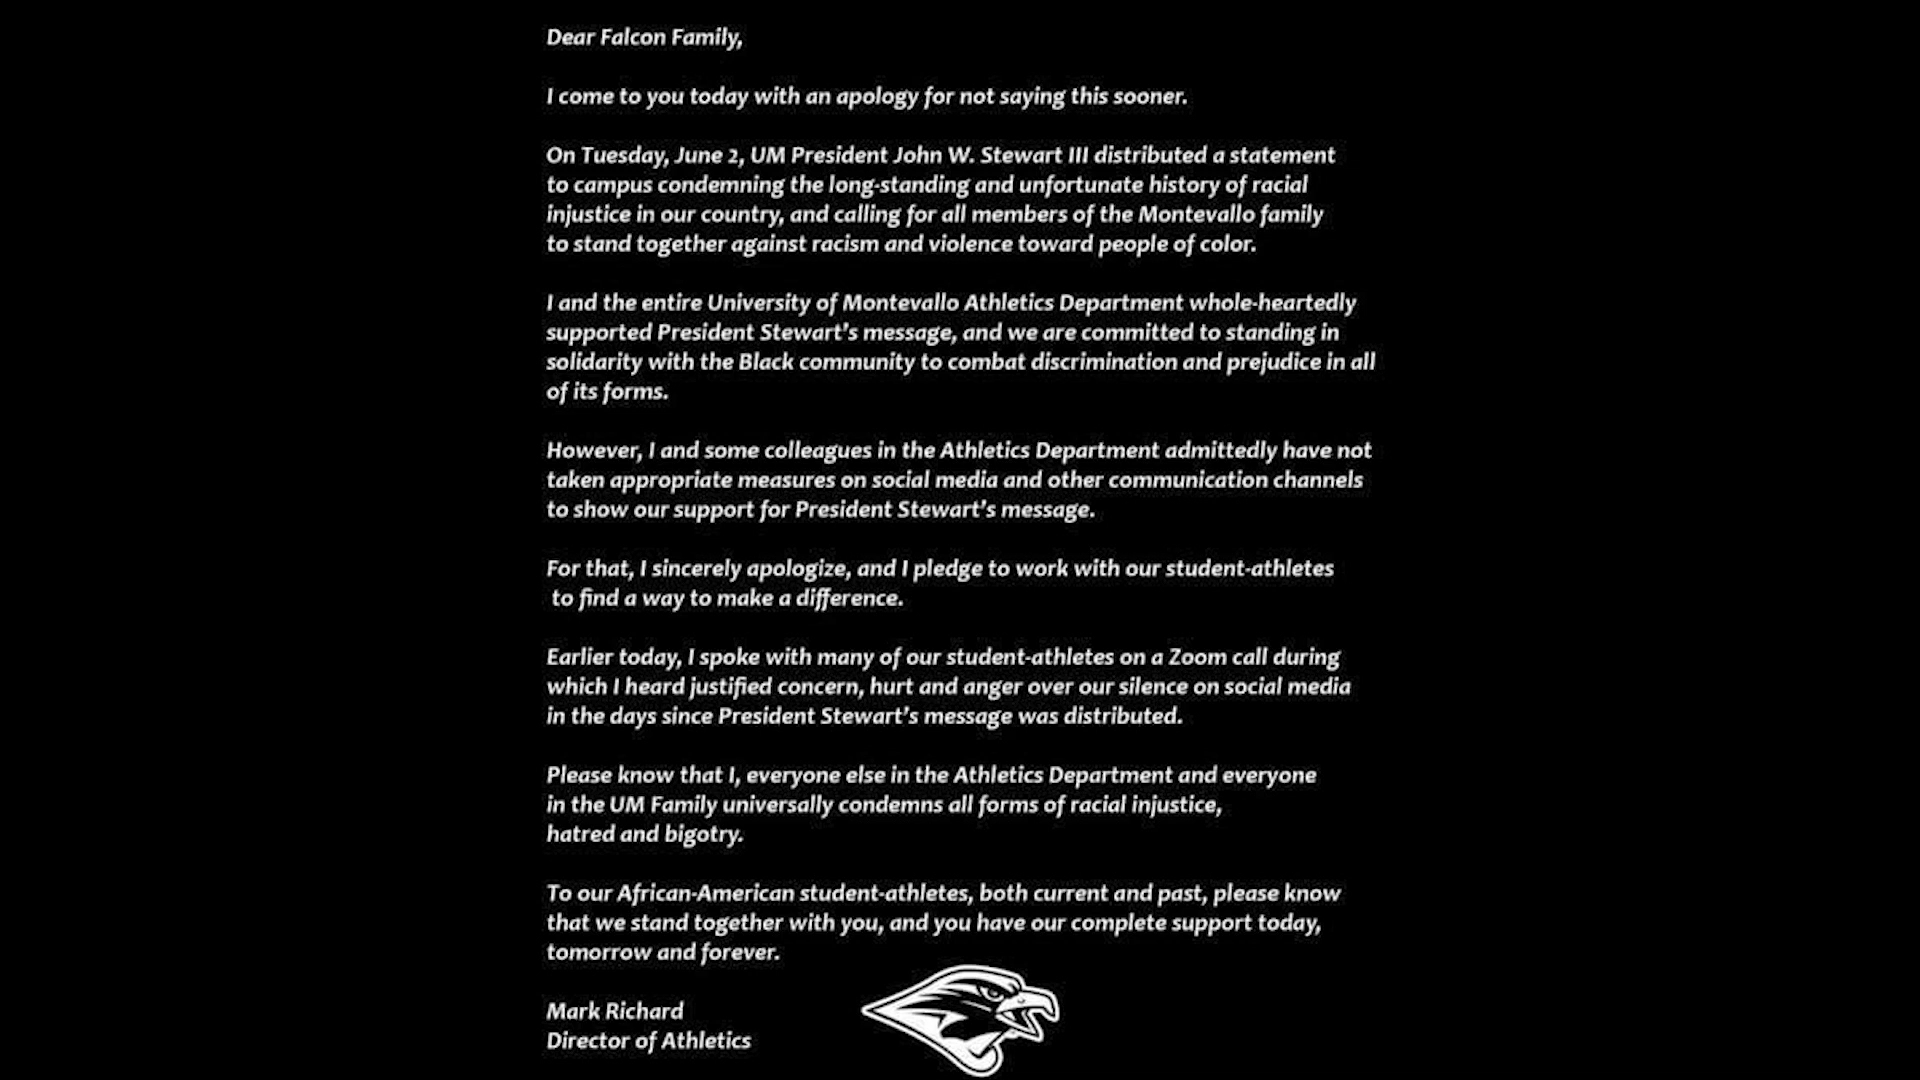 Dear Falcon Family,
I come to you today with an apology for not saying this sooner.
On Tuesday, June 2, UM President John W. Stewart III distributed a statement
to campus condemning the long-standing and unfortunate history of racial
injustice in our country, and calling for all members of the Montevallo family
to stand together against racism and violence toward people of color.
I and the entire University of Montevallo Athletics Department whole-heartedly
supported President Stewart's message, and we are committed to standing in
solidarity with the Black community to combat discrimination and prejudice in all
of its forms.
However, I and some colleagues in the Athletics Department admittedly have not
taken appropriate measures on social media and other communication channels
to show our support for President Stewart's message.
For that, I sincerely apologize, and I pledge to work with our student-athletes
to find a way to make a difference.
Earlier today, I spoke with many of our student-athletes on a Zoom call during
which I heard justified concern, hurt and anger over our silence on social media
in the days since President Stewart's message was distributed.
Please know that I, everyone else in the Athletics Department and everyone
in the UM Family universally condemns all forms of racial injustice,
hatred and bigotry.
To our African-American student-athletes, both current and past, please know
that we stand together with you, and you have our complete support today,
tomorrow and forever.
Mark Richard
Director of Athletics